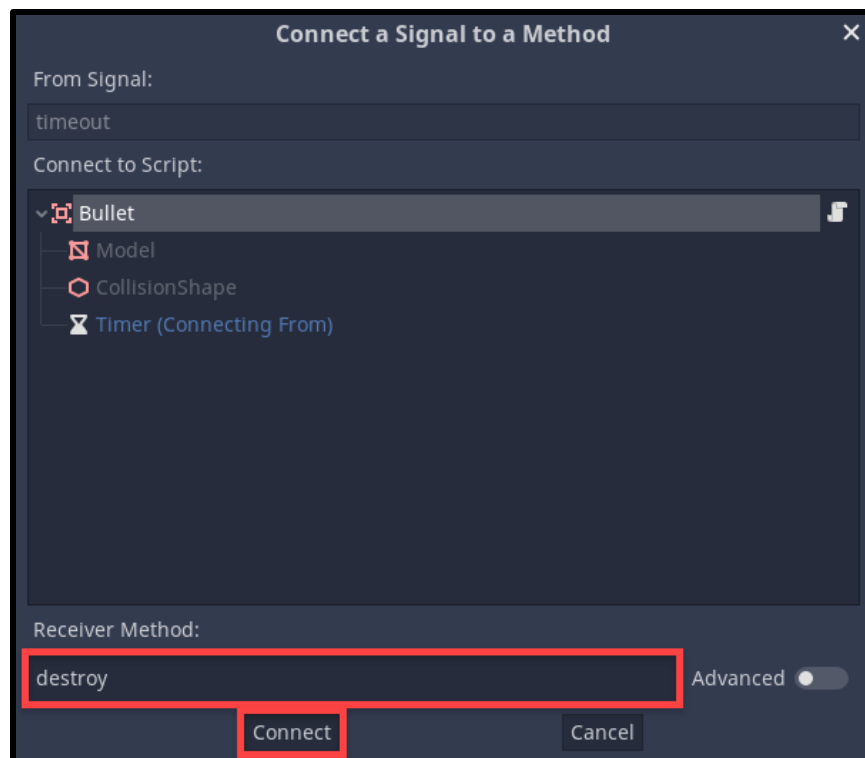 Connect a Signal to a Method
From Signal:
timeout
Connect to Script:
Bullet
Model
CollisionShape
Timer (Connecting From)
Receiver Method:
destroy
Advanced
Connect Cancel